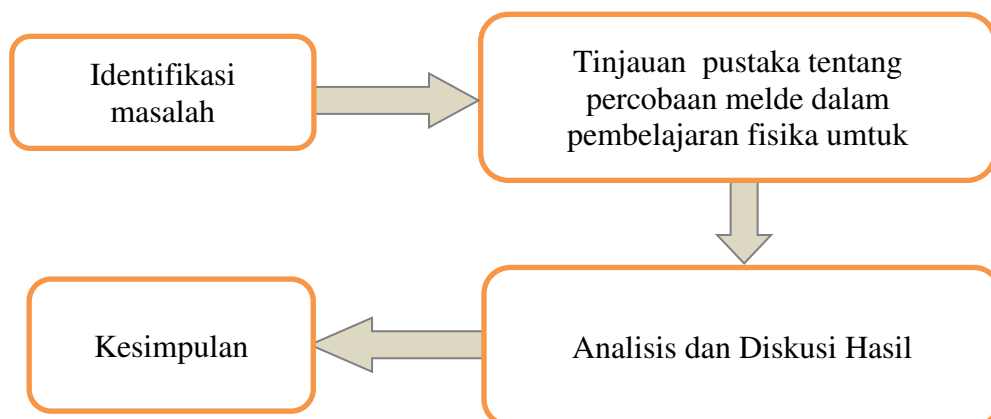 Identifikasi
masalah
Tinjauan pustaka tentang
percobaan melde dalam
pembelajaran fisika umtuk
Analisis dan Diskusi Hasil
Kesimpulan